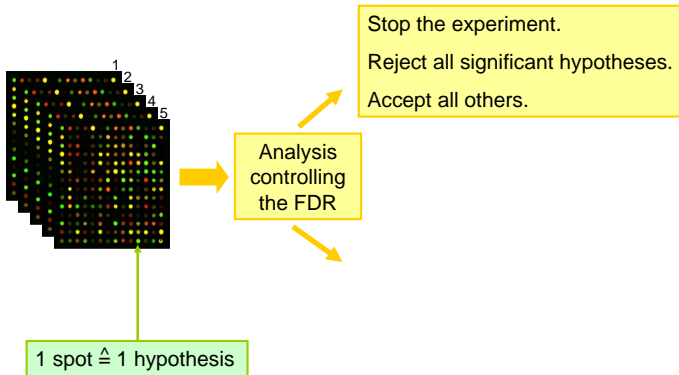 1
2
3
4
5
Stop the experiment.
Reject all significant hypotheses.
Accept all others.
Analysis
controlling
the FDR
1 spot ≙ 1 hypothesis